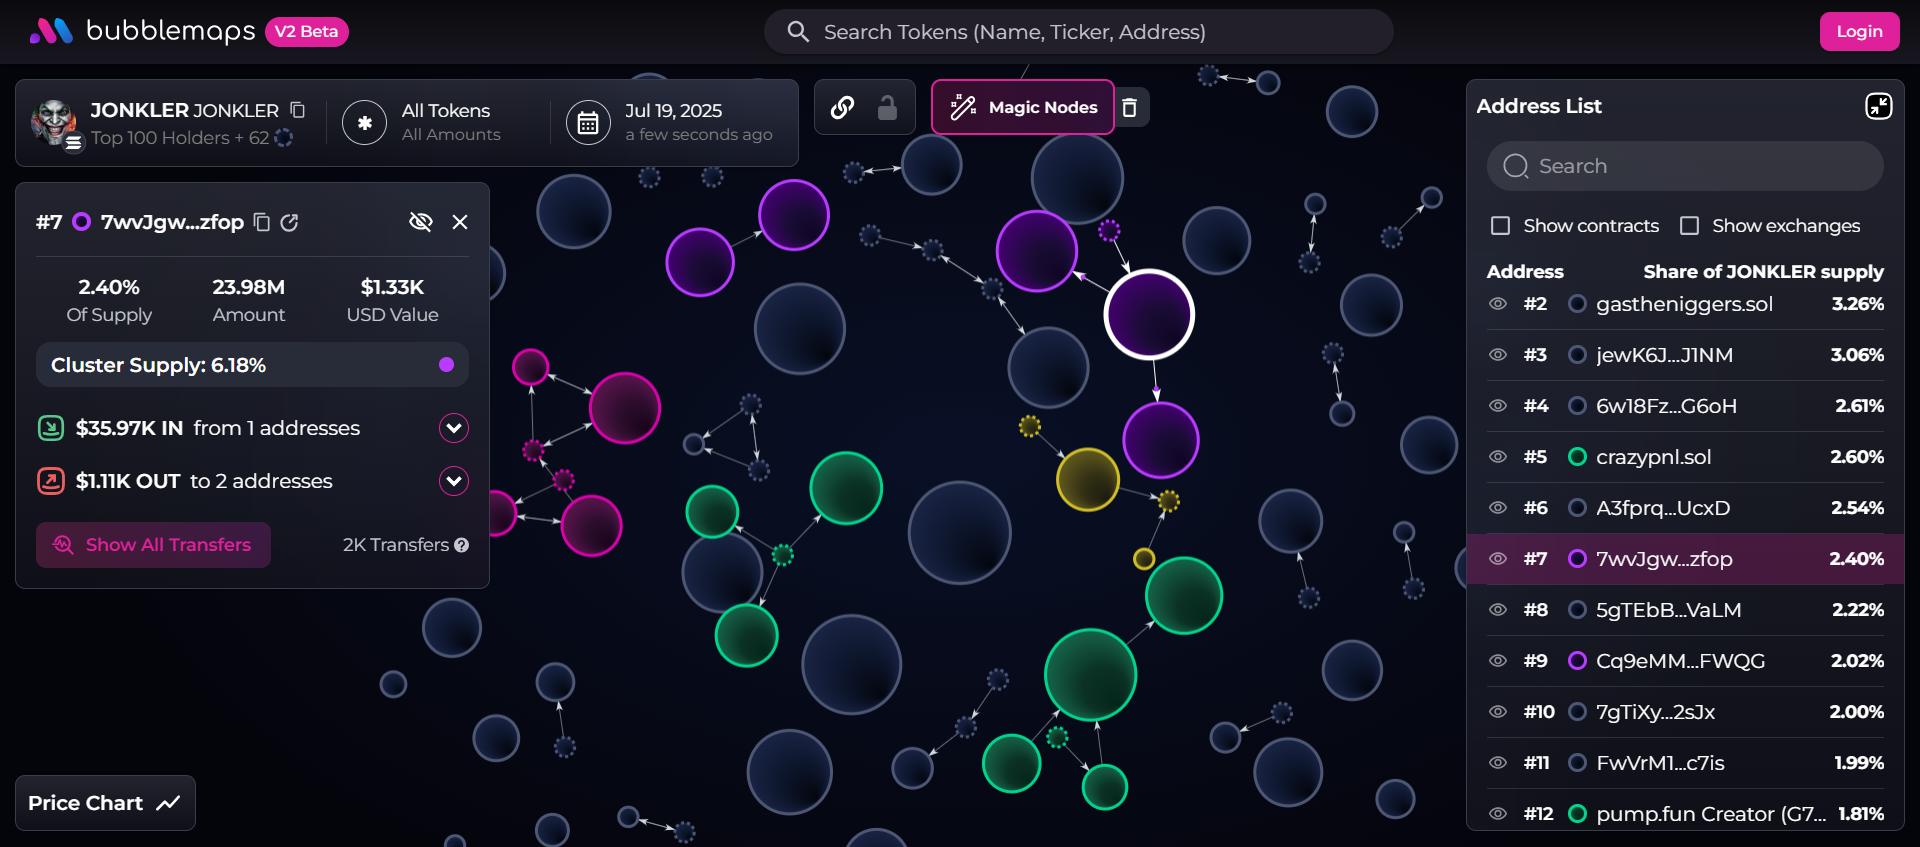 bubblemaps V2 Beta
Search Tokens (Name, Ticker, Address)
Login
JONKLER JONKLER
Top 100 Holders + 62
All Tokens
All Amounts
Jul 19, 2025
a few seconds ago
Magic Nodes
#7 7wvJgw...zfop
2.40% 23.98M $1.33K
Of Supply Amount USD Value
Cluster Supply: 6.18%
$35.97K IN from 1 addresses
$1.11K OUT to 2 addresses
Show All Transfers 2K Transfers ?
Price Chart
Address List
Search
Show contracts Show exchanges
Address Share of JONKLER supply
#2 gastheniggers.sol 3.26%
#3 jewK6J...J1NM 3.06%
#4 6w18Fz...G6oH 2.61%
#5 crazypnl.sol 2.60%
#6 A3fprq...UcxD 2.54%
#7 7wvJgw...zfop 2.40%
#8 5gTEbB...VaLM 2.22%
#9 Cq9eMM...FWQG 2.02%
#10 7gTiXy...2sJx 2.00%
#11 FwVrM1...c7is 1.99%
#12 pump.fun Creator (G7... 1.81%